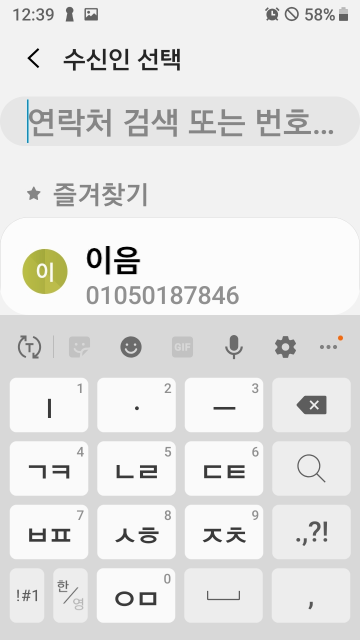 12:39 58%
수신인 선택
연락처 검색 또는 번호...
★ 즐겨찾기
이 이음
01050187846
T GIF ...
ㅣ 1 · 2 ㅡ 3
ㄱㅋ 4 ㄴㄹ 5 ㄷㅌ 6
ㅂㅍ 7 ㅅㅎ 8 ㅈㅊ 9 .,?!
!#1 한/영 ㅇㅁ 0 ,